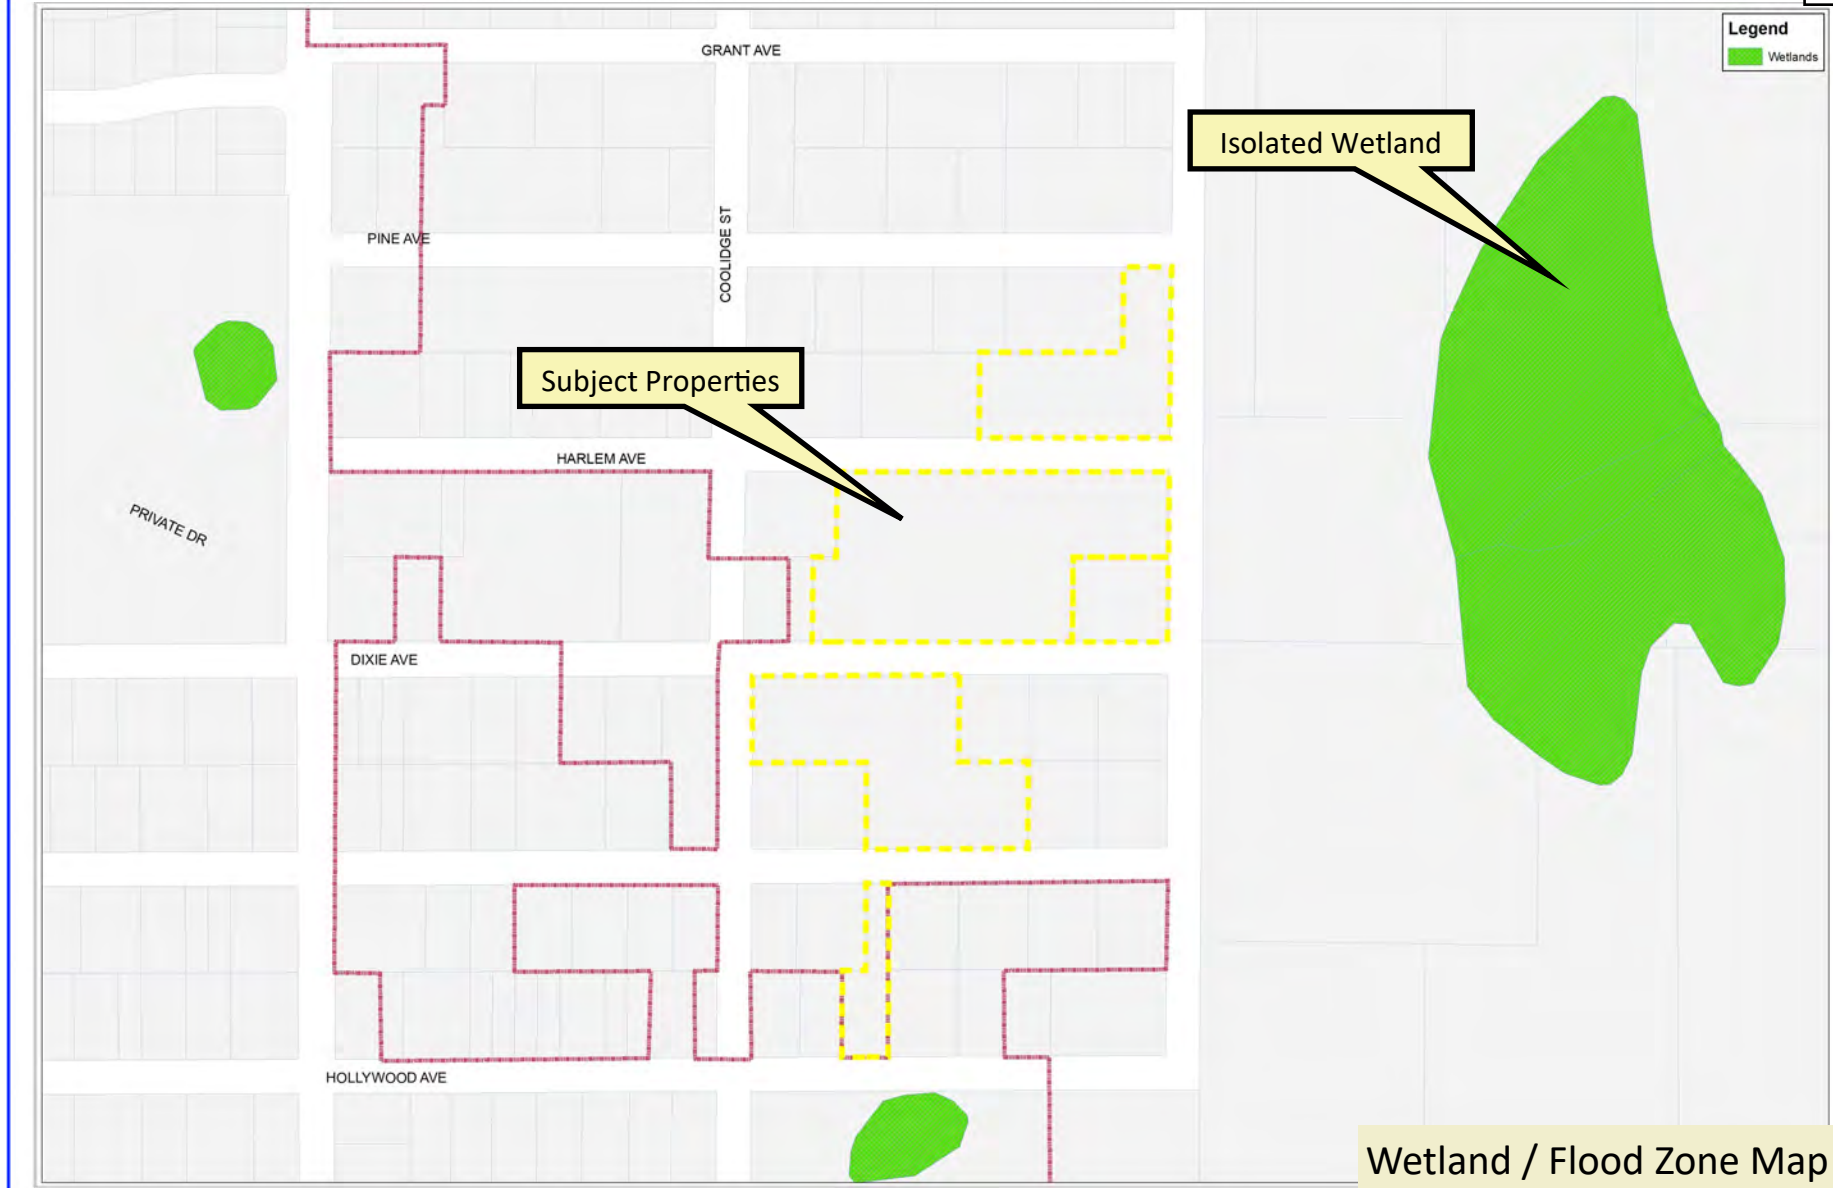 Legend
Wetlands
GRANT AVE
Isolated Wetland
PINE AVE
COOLIDGE ST
Subject Properties
HARLEM AVE
PRIVATE DR
DIXIE AVE
HOLLYWOOD AVE
Wetland / Flood Zone Map